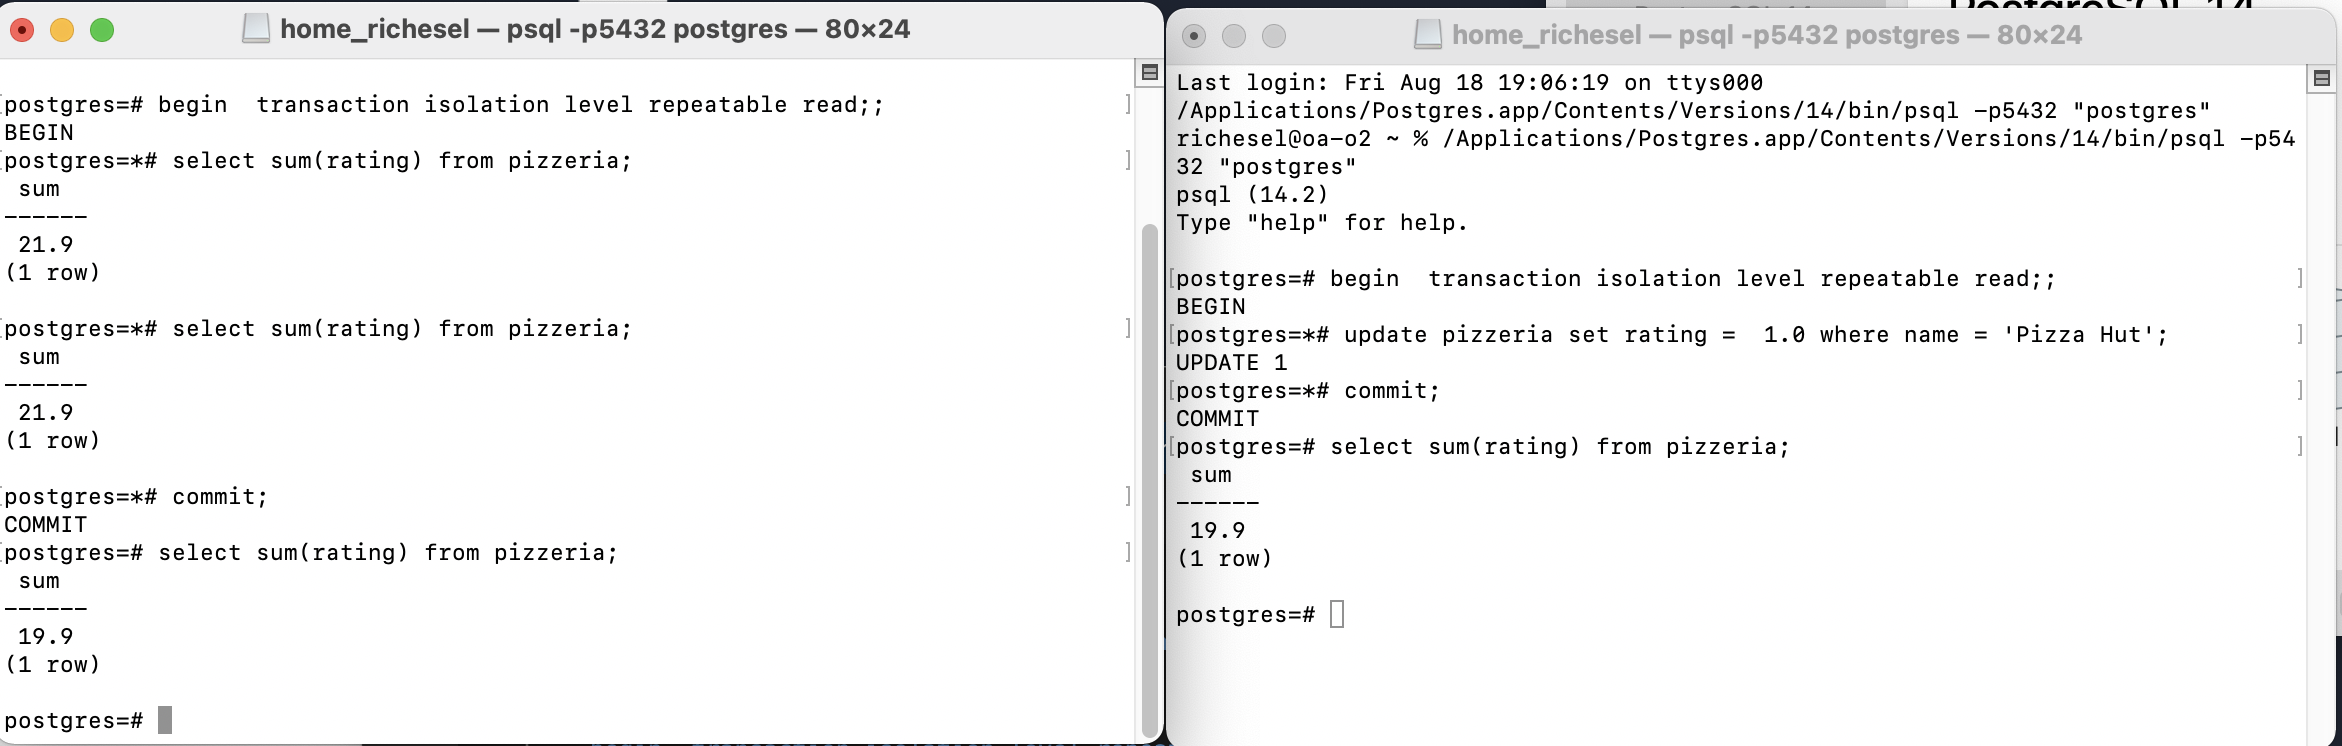 home_richesel — psql -p5432 postgres — 80×24
postgres=# begin  transaction isolation level repeatable read;;
BEGIN
postgres=*# select sum(rating) from pizzeria;
 sum
------
 21.9
(1 row)
postgres=*# select sum(rating) from pizzeria;
 sum
------
 21.9
(1 row)
postgres=*# commit;
COMMIT
postgres=# select sum(rating) from pizzeria;
 sum
------
 19.9
(1 row)
postgres=#
home_richesel — psql -p5432 postgres — 80×24
Last login: Fri Aug 18 19:06:19 on ttys000
/Applications/Postgres.app/Contents/Versions/14/bin/psql -p5432 "postgres"
richesel@oa-o2 ~ % /Applications/Postgres.app/Contents/Versions/14/bin/psql -p54
32 "postgres"
psql (14.2)
Type "help" for help.
postgres=# begin  transaction isolation level repeatable read;;
BEGIN
postgres=*# update pizzeria set rating =  1.0 where name = 'Pizza Hut';
UPDATE 1
postgres=*# commit;
COMMIT
postgres=# select sum(rating) from pizzeria;
 sum
------
 19.9
(1 row)
postgres=#
PostgreSQL 14